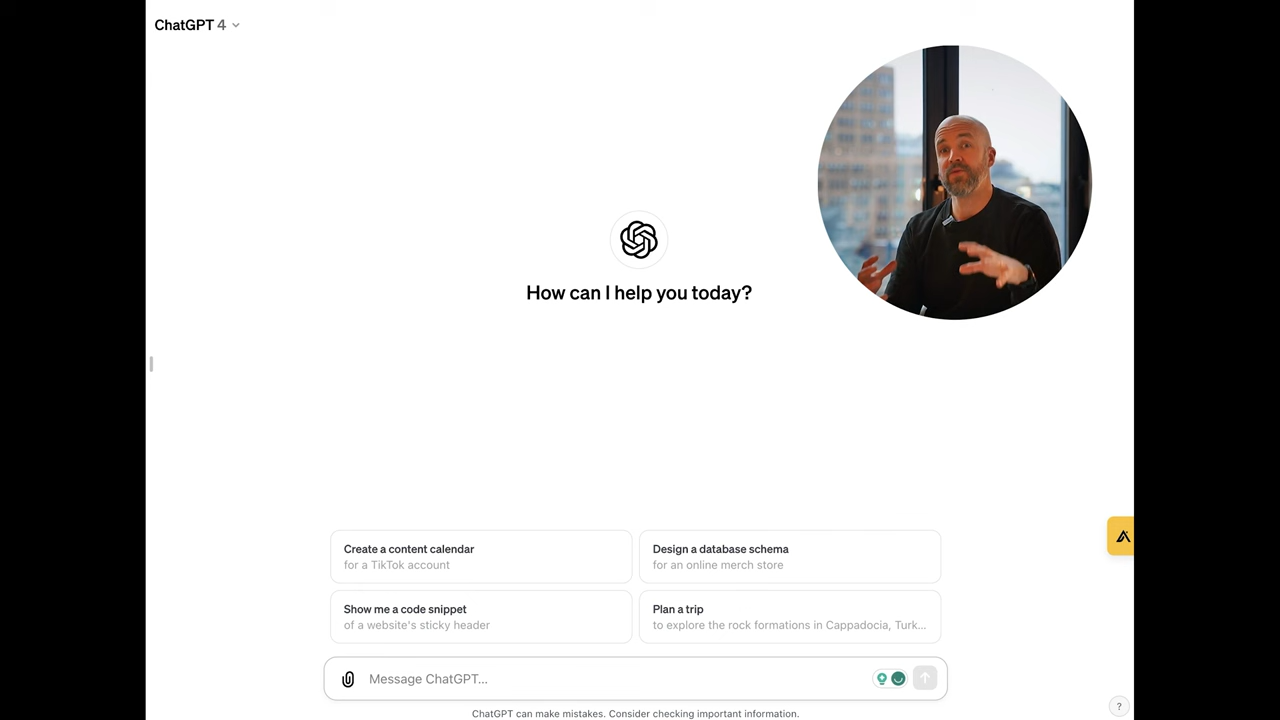 ChatGPT 4
How can I help you today?
Create a content calendar
for a TikTok account
Design a database schema
for an online merch store
Show me a code snippet
of a website's sticky header
Plan a trip
to explore the rock formations in Cappadocia, Turk...
Message ChatGPT...
ChatGPT can make mistakes. Consider checking important information.
?